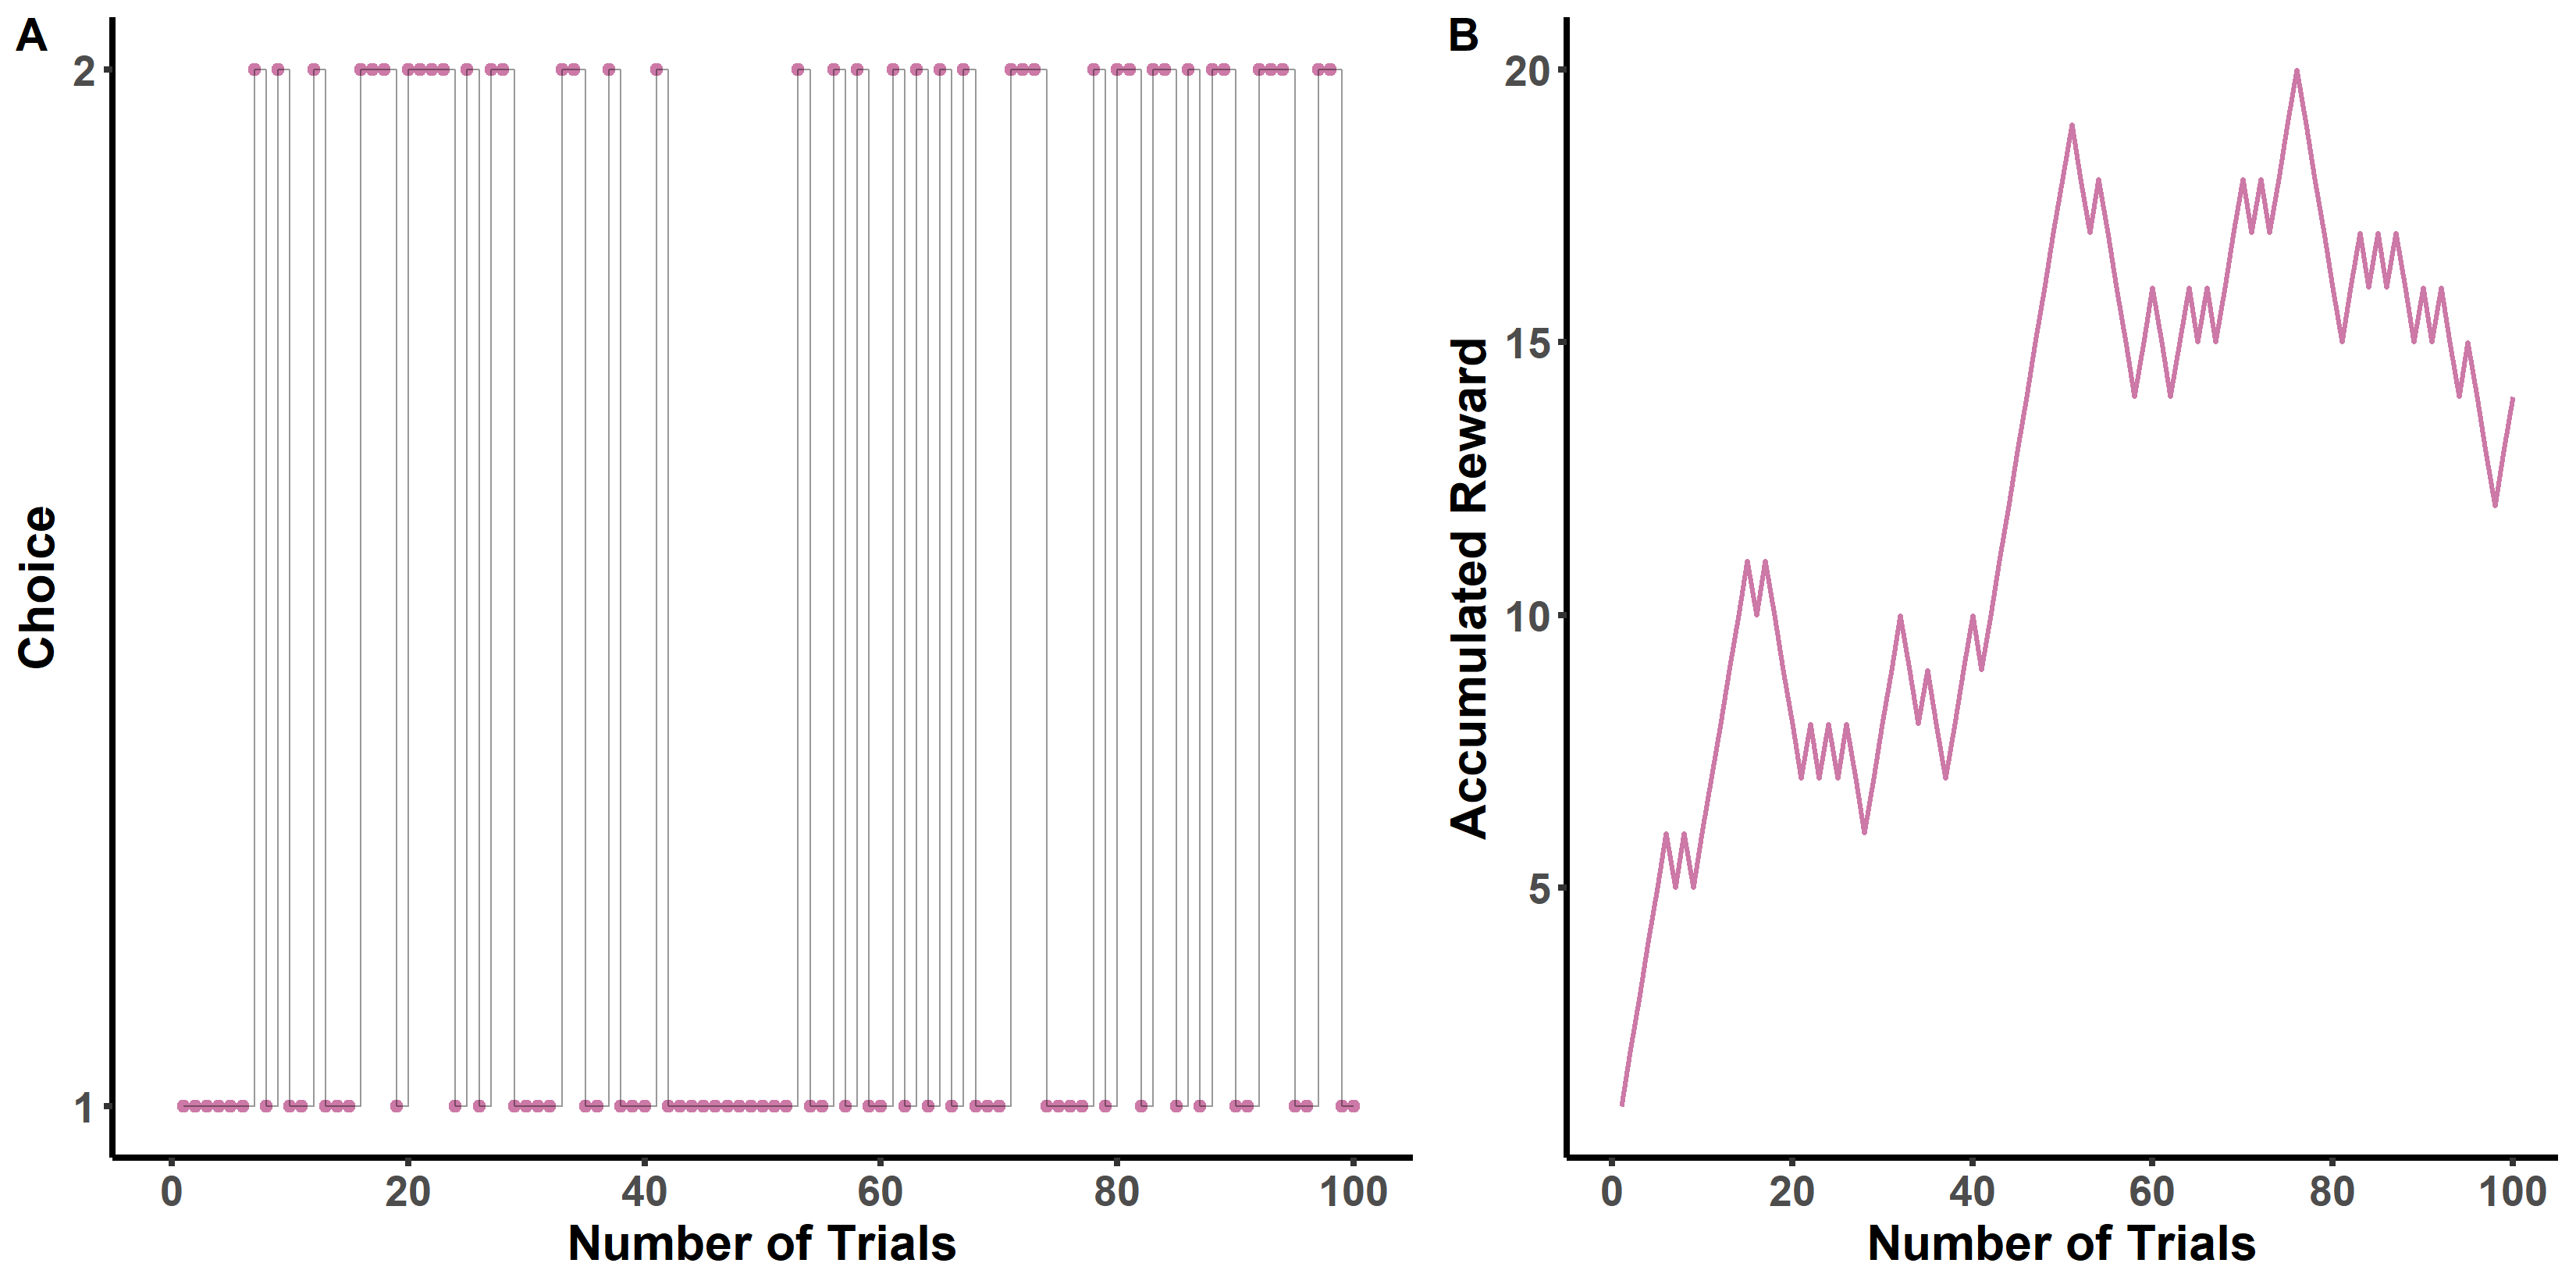 A
2
1
Choice
0 20 40 60 80 100
Number of Trials
B
20
15
10
5
Accumulated Reward
0 20 40 60 80 100
Number of Trials